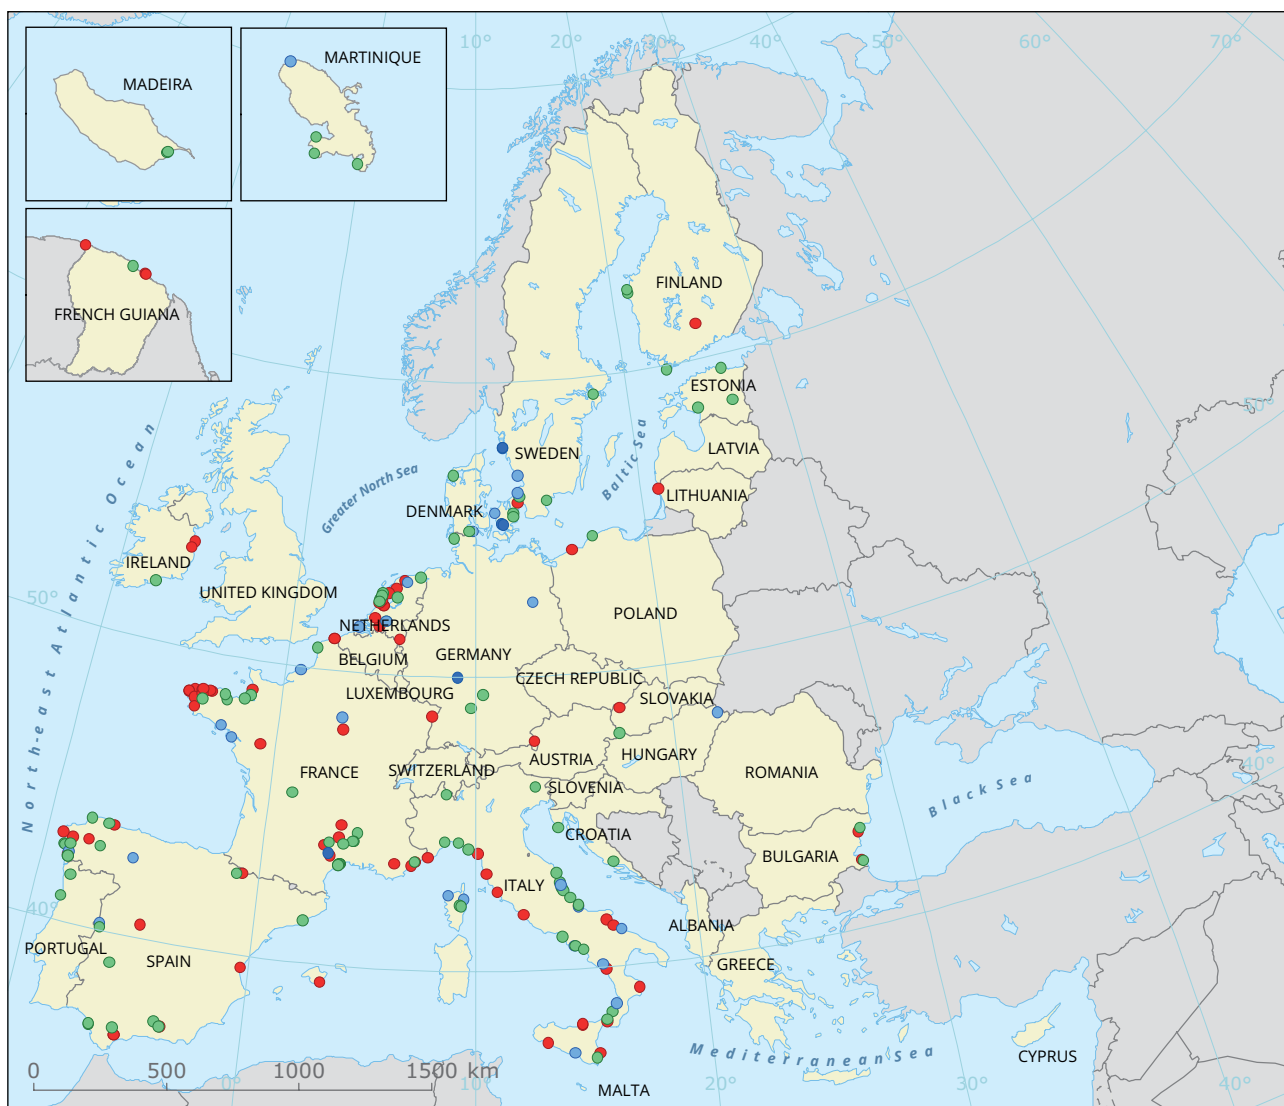 10° 20° 30° 40° 50° 60° 70°
MADEIRA
MARTINIQUE
FRENCH GUIANA
FINLAND
ESTONIA
50°
SWEDEN
LATVIA
Baltic Sea
LITHUANIA
Greater North Sea
DENMARK
North-east Atlantic Ocean
IRELAND
UNITED KINGDOM
50°
POLAND
NETHERLANDS
BELGIUM
GERMANY
CZECH REPUBLIC
LUXEMBOURG
SLOVAKIA
AUSTRIA
HUNGARY
FRANCE
SWITZERLAND
ROMANIA
40°
SLOVENIA
Black Sea
CROATIA
BULGARIA
ITALY
40°
ALBANIA
PORTUGAL
SPAIN
GREECE
Mediterranean Sea
CYPRUS
0 500 1000 1500 km
0° 10° 20° 30° 40°
MALTA